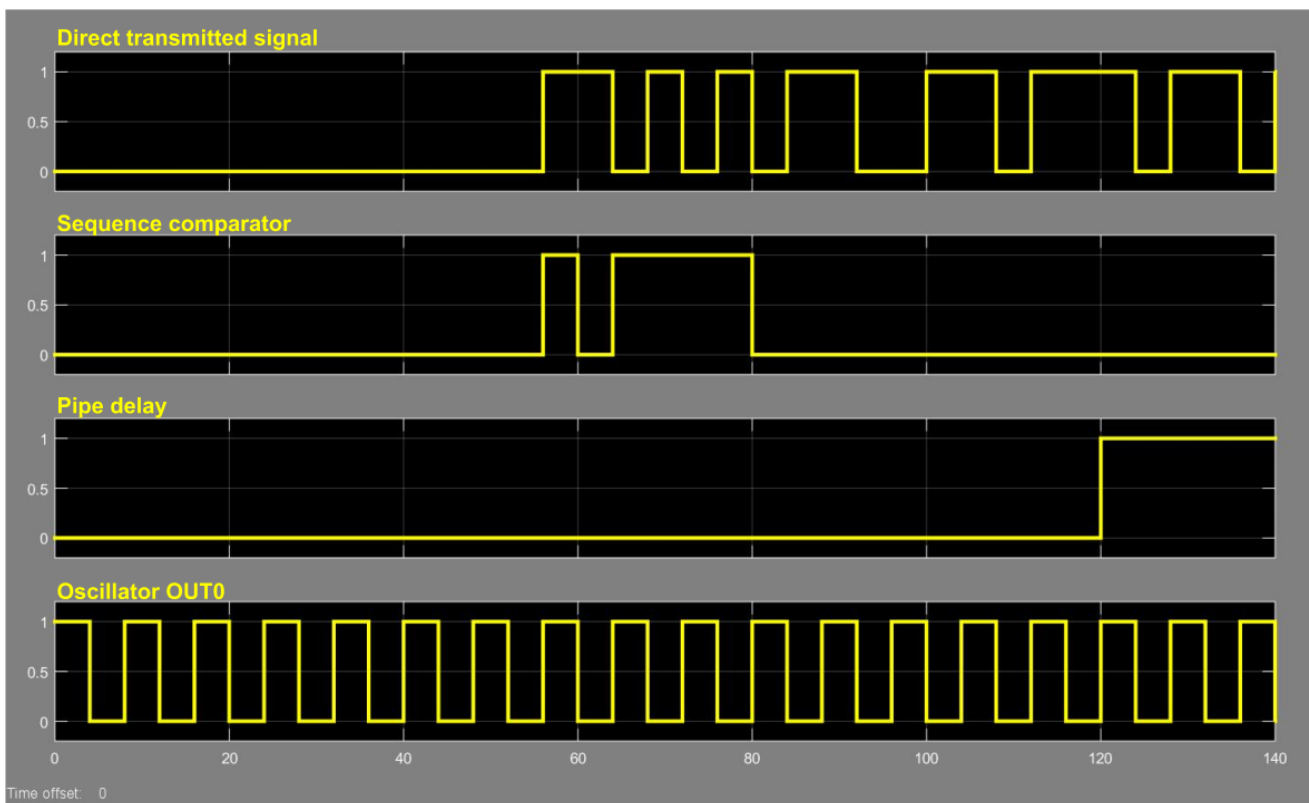 Direct transmitted signal
1
0.5
0
Sequence comparator
1
0.5
0
Pipe delay
1
0.5
0
Oscillator OUT0
1
0.5
0
0 20 40 60 80 100 120 140
Time offset: 0